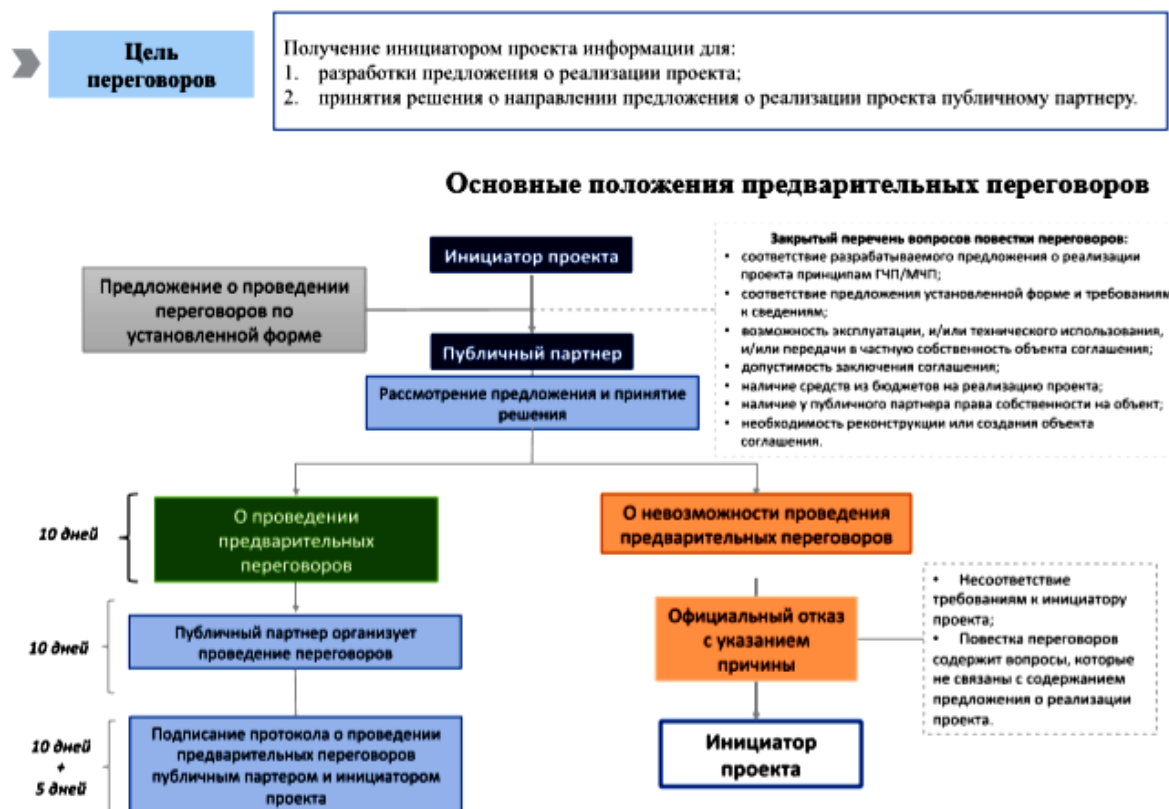 Цель
переговоров
Получение инициатором проекта информации для:
1. разработки предложения о реализации проекта;
2. принятия решения о направлении предложения о реализации проекта публичному партнеру.
Основные положения предварительных переговоров
Инициатор проекта
Предложение о проведении
переговоров по
установленной форме
Публичный партнер
Рассмотрение предложения и принятие
решения
Закрытый перечень вопросов повестки переговоров:
• соответствие разрабатываемого предложения о реализации
проекта принципам ГЧП/МЧП;
• соответствие предложения установленной форме и требованиям
к сведениям;
• возможность эксплуатации, и/или технического использования,
и/или передачи в частную собственность объекта соглашения;
• допустимость заключения соглашения;
• наличие средств из бюджетов на реализацию проекта;
• наличие у публичного партнера права собственности на объект;
• необходимость реконструкции или создания объекта
соглашения.
10 дней
О проведении
предварительных
переговоров
О невозможности проведения
предварительных переговоров
10 дней
Публичный партнер организует
проведение переговоров
Официальный отказ
с указанием
причины
• Несоответствие
требованиям к инициатору
проекта;
• Повестка переговоров
содержит вопросы, которые
не связаны с содержанием
предложения о реализации
проекта.
10 дней
+
5 дней
Подписание протокола о проведении
предварительных переговоров
публичным партером и инициатором
проекта
Инициатор
проекта